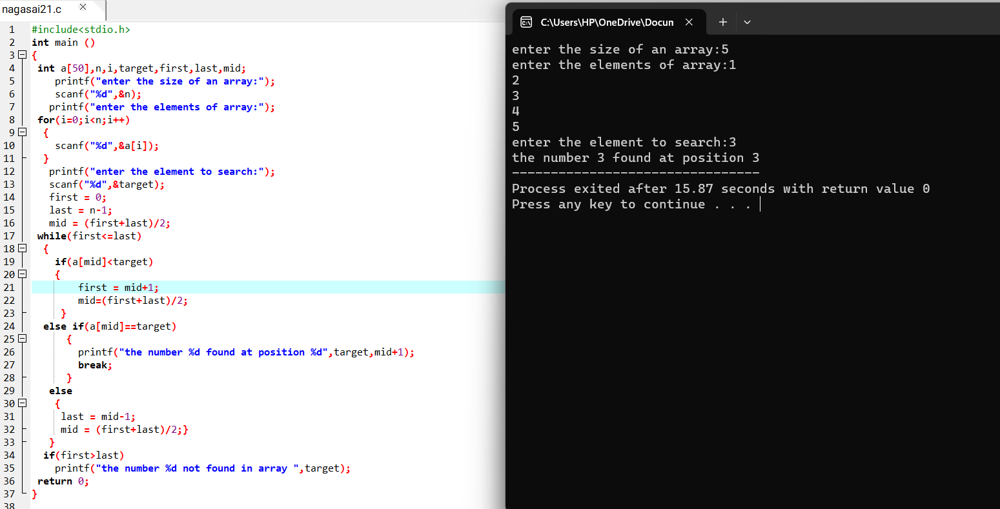 nagasai21.c
1 #include<stdio.h>
2 int main ()
3 {
4 int a[50],n,i,target,first,last,mid;
5 printf("enter the size of an array:");
6 scanf("%d",&n);
7 printf("enter the elements of array:");
8 for(i=0;i<n;i++)
9 {
10 scanf("%d",&a[i]);
11 }
12 printf("enter the element to search:");
13 scanf("%d",&target);
14 first = 0;
15 last = n-1;
16 mid = (first+last)/2;
17 while(first<=last)
18 {
19 if(a[mid]<target)
20 {
21 first = mid+1;
22 mid=(first+last)/2;
23 }
24 else if(a[mid]==target)
25 {
26 printf("the number %d found at position %d",target,mid+1);
27 break;
28 }
29 else
30 {
31 last = mid-1;
32 mid = (first+last)/2;}
33 }
34 if(first>last)
35 printf("the number %d not found in array ",target);
36 return 0;
37 }
38
C:\Users\HP\OneDrive\Docun
enter the size of an array:5
enter the elements of array:1
2
3
4
5
enter the element to search:3
the number 3 found at position 3
--------------------------------
Process exited after 15.87 seconds with return value 0
Press any key to continue . . .